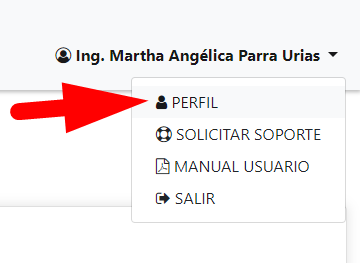 Ing. Martha Angélica Parra Urias
PERFIL
SOLICITAR SOPORTE
MANUAL USUARIO
SALIR